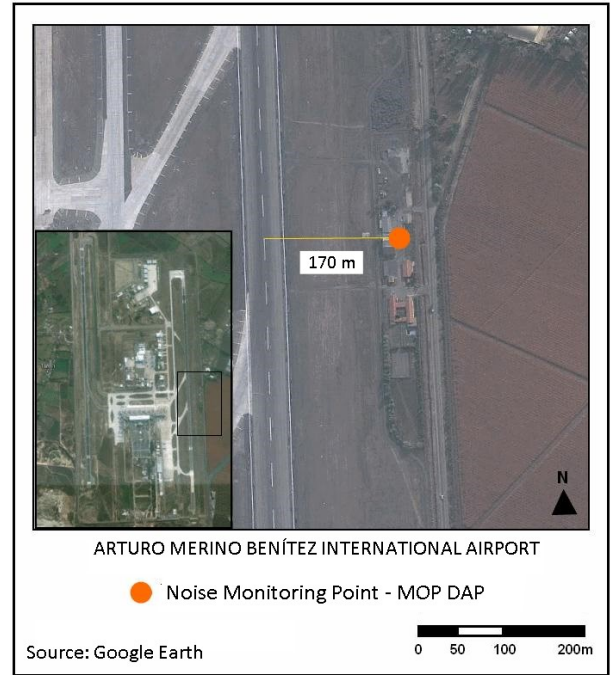 170 m
N
ARTURO MERINO BENÍTEZ INTERNATIONAL AIRPORT
Noise Monitoring Point - MOP DAP
Source: Google Earth
0 50 100 200m